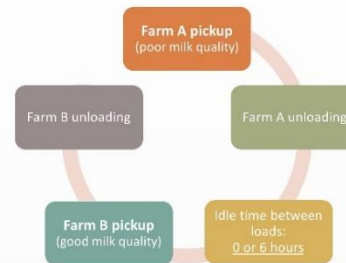 Farm A pickup
(poor milk quality)
Farm A unloading
Idle time between
loads:
0 or 6 hours
Farm B pickup
(good milk quality)
Farm B unloading